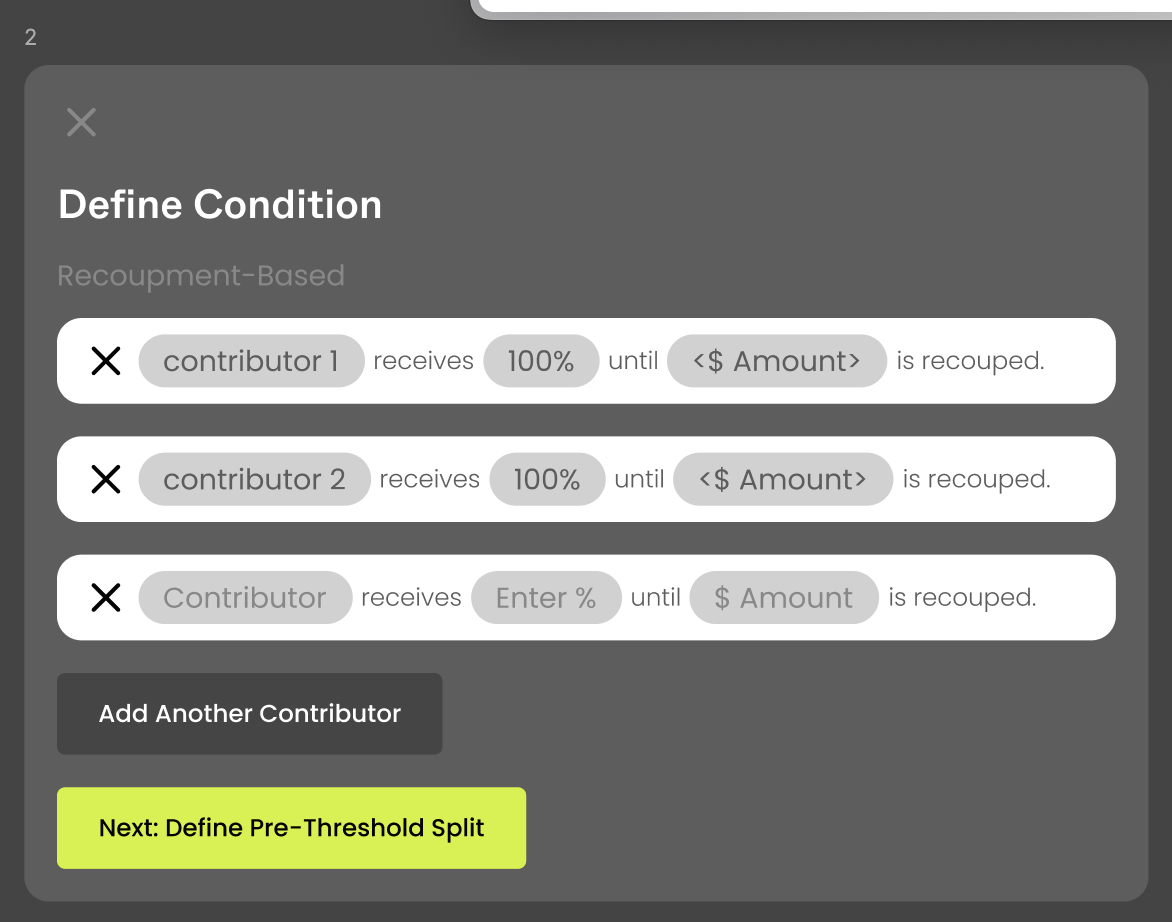 2
Define Condition
Recoupment-Based
contributor 1 receives 100% until <$ Amount> is recouped.
contributor 2 receives 100% until <$ Amount> is recouped.
Contributor receives Enter % until $ Amount is recouped.
Add Another Contributor
Next: Define Pre-Threshold Split